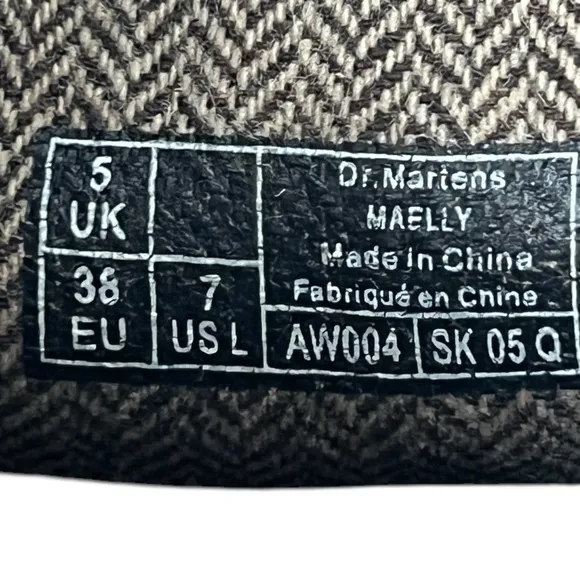 5
UK
38
EU
7
US L
Dr. Martens
MAELLY
Made in China
Fabriqué en Chine
AW004
SK 05 Q